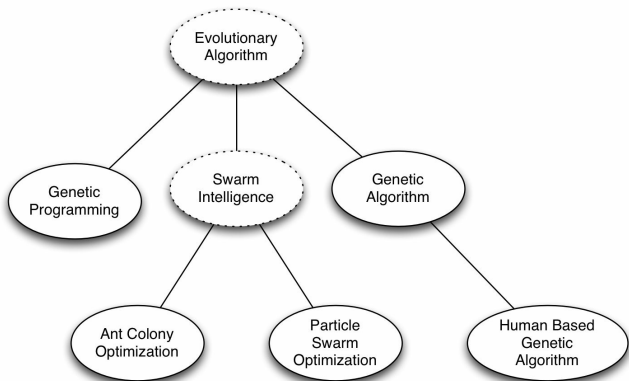 Evolutionary
Algorithm
Genetic
Programming
Swarm
Intelligence
Genetic
Algorithm
Ant Colony
Optimization
Particle
Swarm
Optimization
Human Based
Genetic
Algorithm